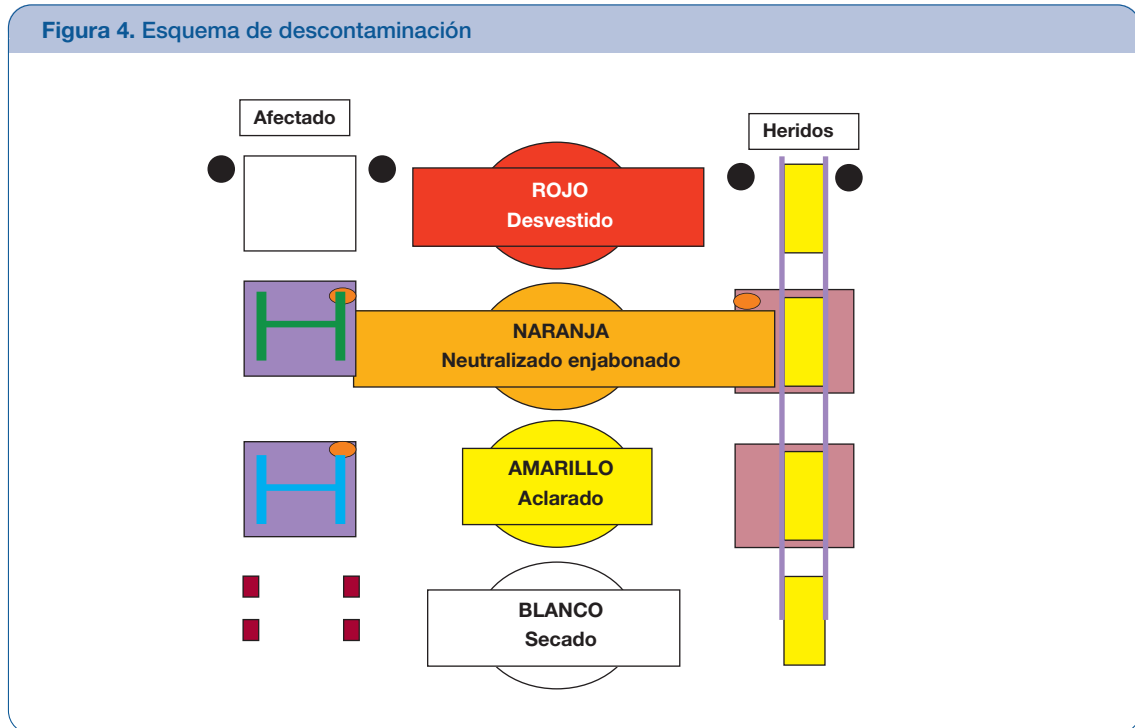 Figura 4. Esquema de descontaminación
Afectado
Heridos
ROJO
Desvestido
NARANJA
Neutralizado enjabonado
AMARILLO
Aclarado
BLANCO
Secado